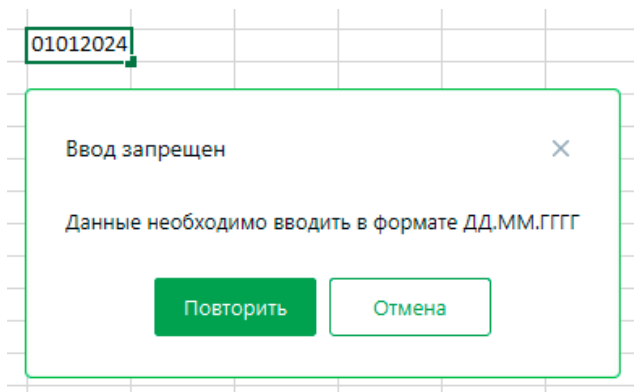 01012024
Ввод запрещен
Данные необходимо вводить в формате ДД.ММ.ГГГГ
Повторить
Отмена